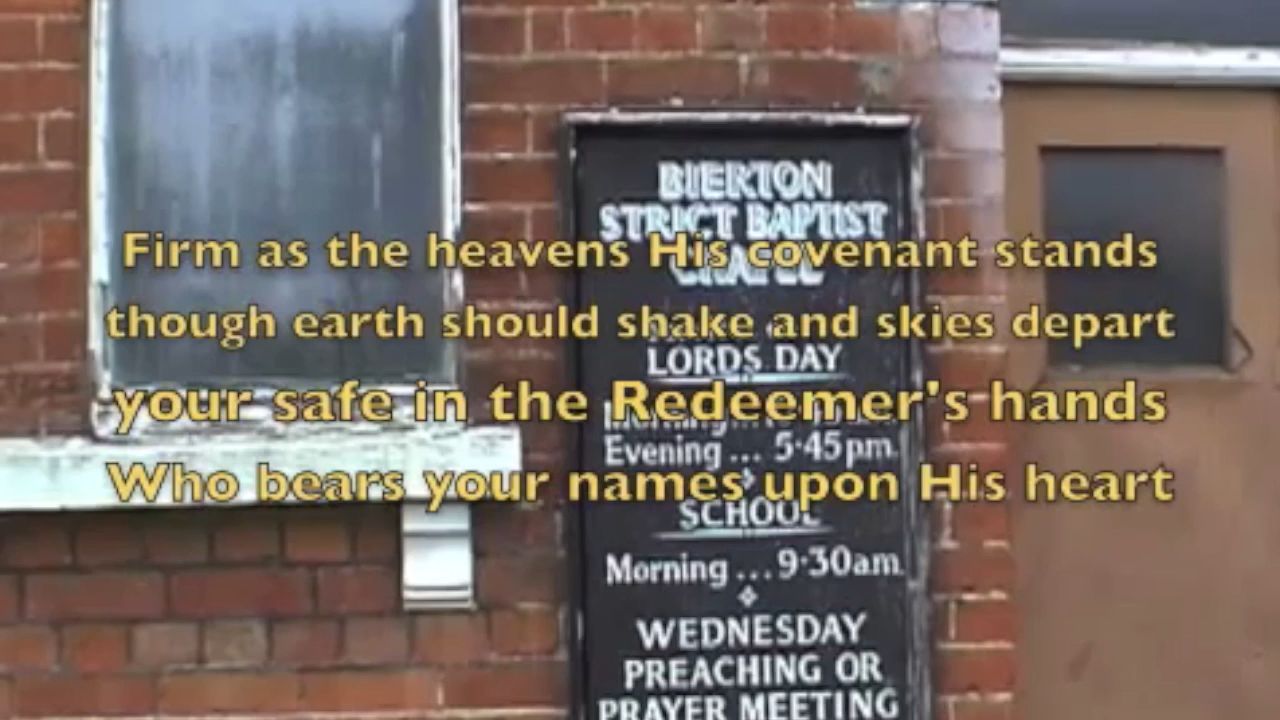 BIERTON
STRICT BAPTIST
Firm as the heavens His covenant stands
though earth should shake and skies depart
LORDS DAY
your safe in the Redeemer's hands
Morning...
Evening ... 5·45pm.
Who bears your names upon His heart
SCHOOL
Morning ... 9·30am.
WEDNESDAY
PREACHING OR
PRAYER MEETING